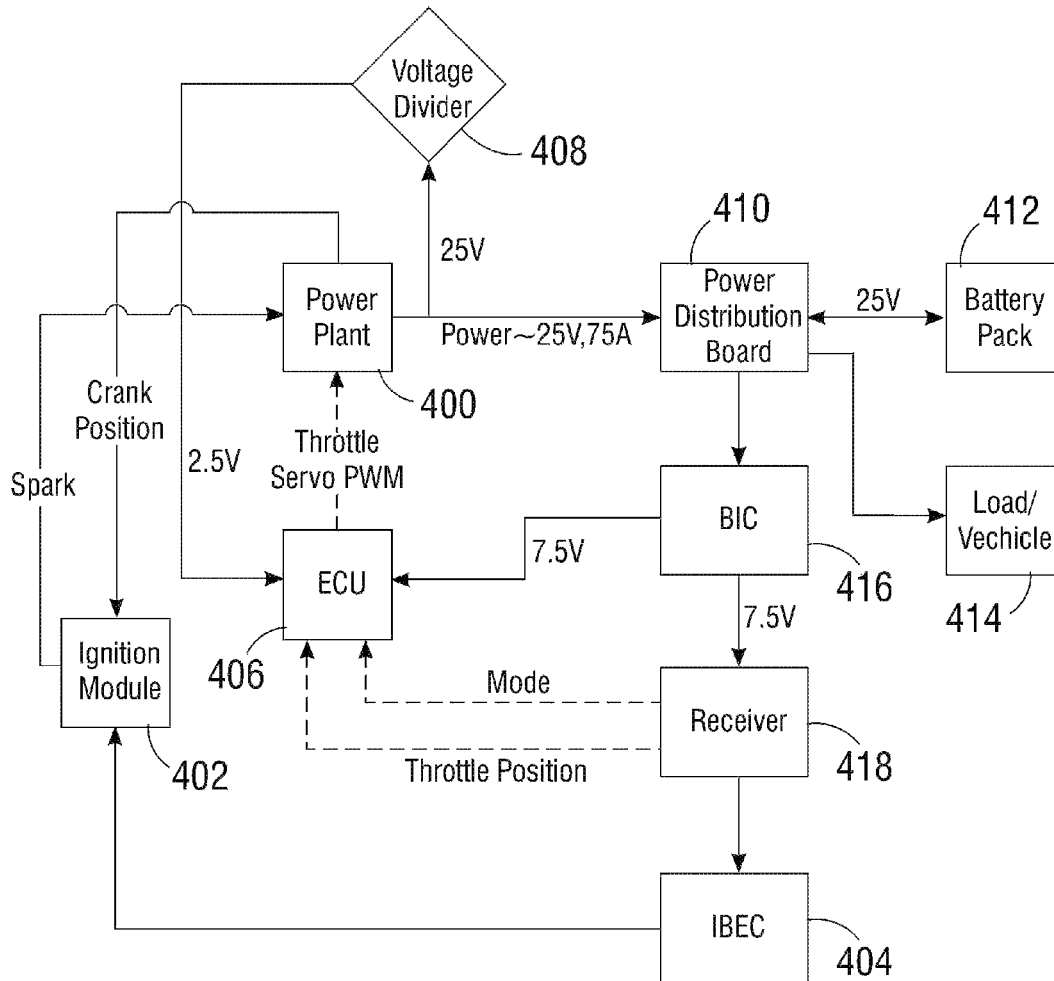 Voltage
Divider
408
410
412
25V
Power
Plant
Power
Distribution
Board
25V
Battery
Pack
Power~25V,75A
400
Crank
Position
Throttle
Servo PWM
2.5V
Spark
BIC
Load/
Vechicle
7.5V
ECU
416
414
7.5V
406
Ignition
Module
Mode
Receiver
418
402
Throttle Position
IBEC
404